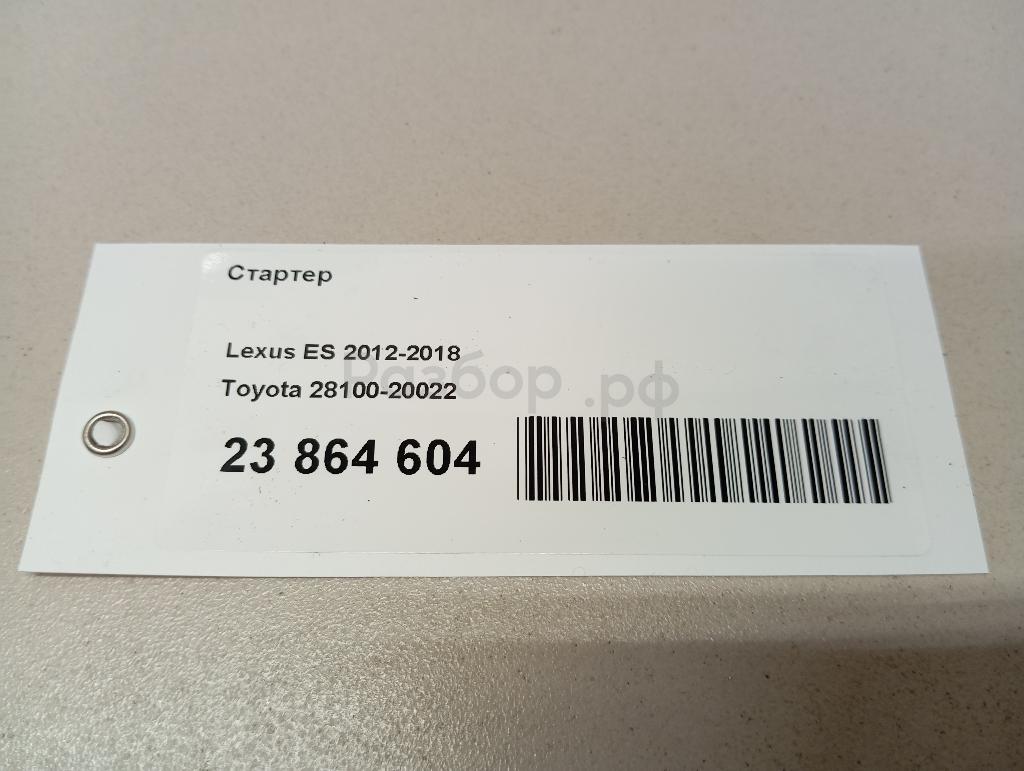 Стартер
Lexus ES 2012-2018
Разбор.рф
Toyota 28100-20022
23 864 604